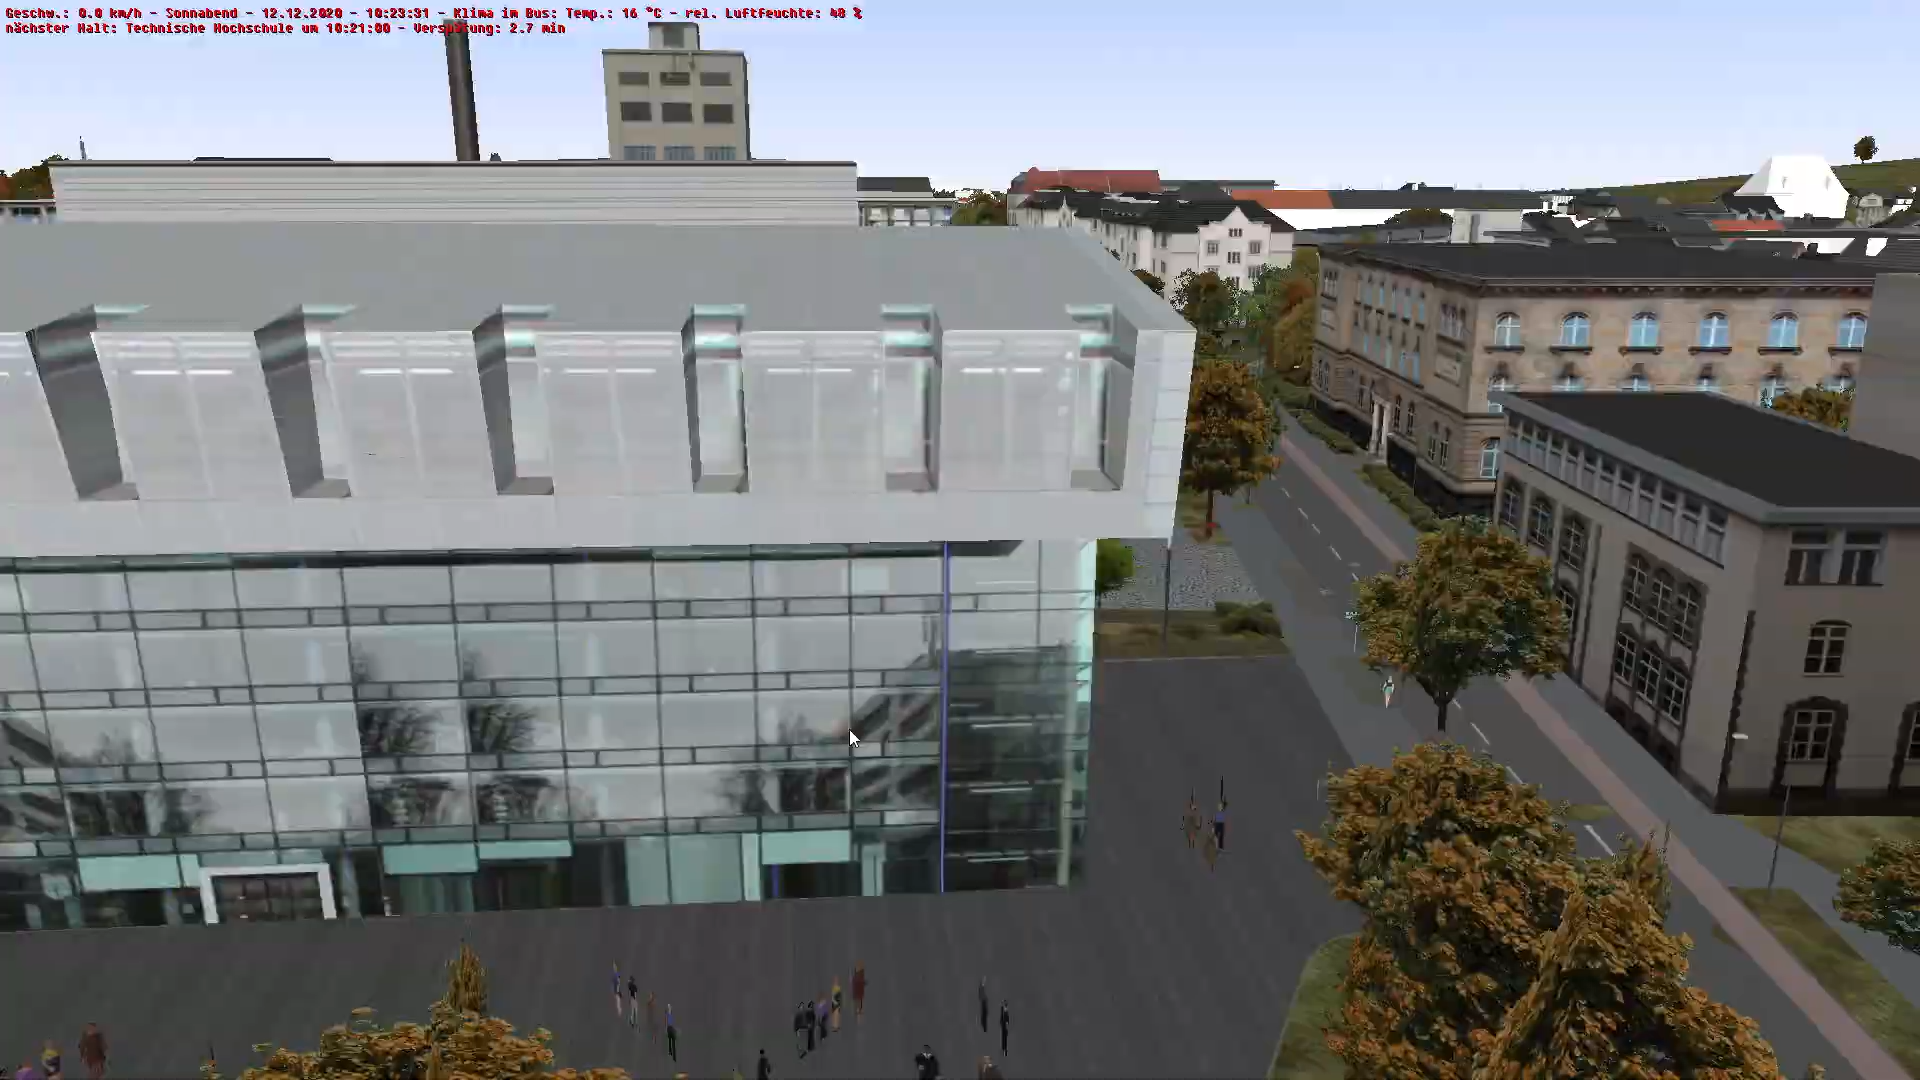 Geschw.: 0.0 km/h - Sonnabend - 12.12.2020 - 10:23:31 - Klima im Bus: Temp.: 16 °C - rel. Luftfeuchte: 48 %
nächster Halt: Technische Hochschule um 10:21:00 - Verspätung: 2.7 min